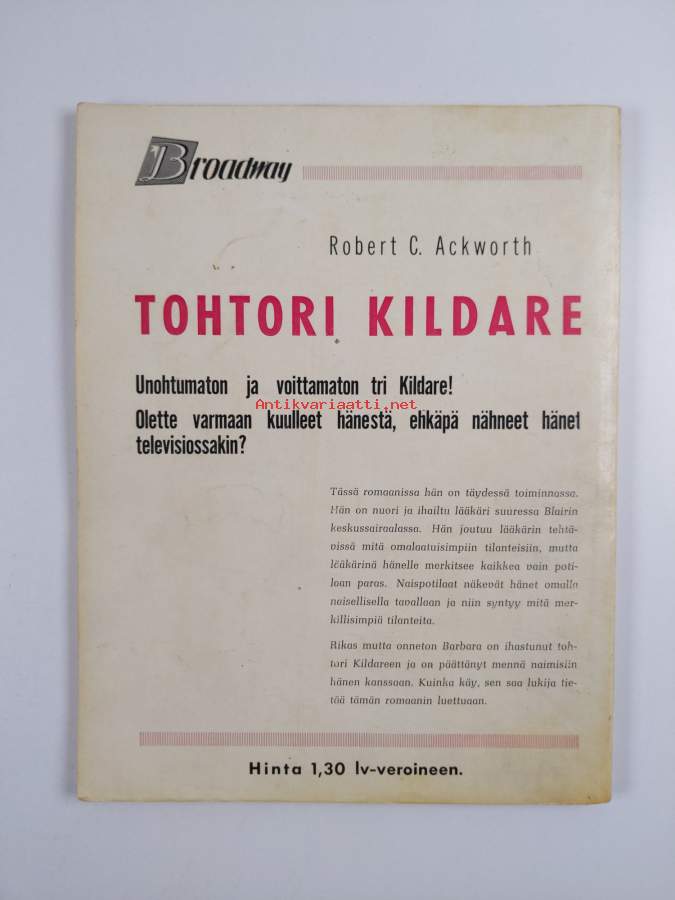 Broadway
Robert C. Ackworth
TOHTORI KILDARE
Unohtumaton ja voittamaton tri Kildare!
Antikvariaatti.net
Olette varmaan kuulleet hänestä, ehkäpä nähneet hänet
televisiossakin?
Tässä romaanissa hän on täydessä toiminnassa.
Hän on nuori ja ihailtu lääkäri suuressa Blairin
keskussairaalassa. Hän joutuu lääkärin tehtä-
vissä mitä omalaatuisimpiin tilanteisiin, mutta
lääkärinä hänelle merkitsee kaikkea vain poti-
laan paras. Naispotilaat näkevät hänet omalla
naisellisella tavallaan ja niin syntyy mitä mer-
killisimpiä tilanteita.
Rikas mutta onneton Barbara on ihastunut toh-
tori Kildareen ja on päättänyt mennä naimisiin
hänen kanssaan. Kuinka käy, sen saa lukija tie-
töä tämän romaanin luettuaan.
Hinta 1,30 lv-veroineen.